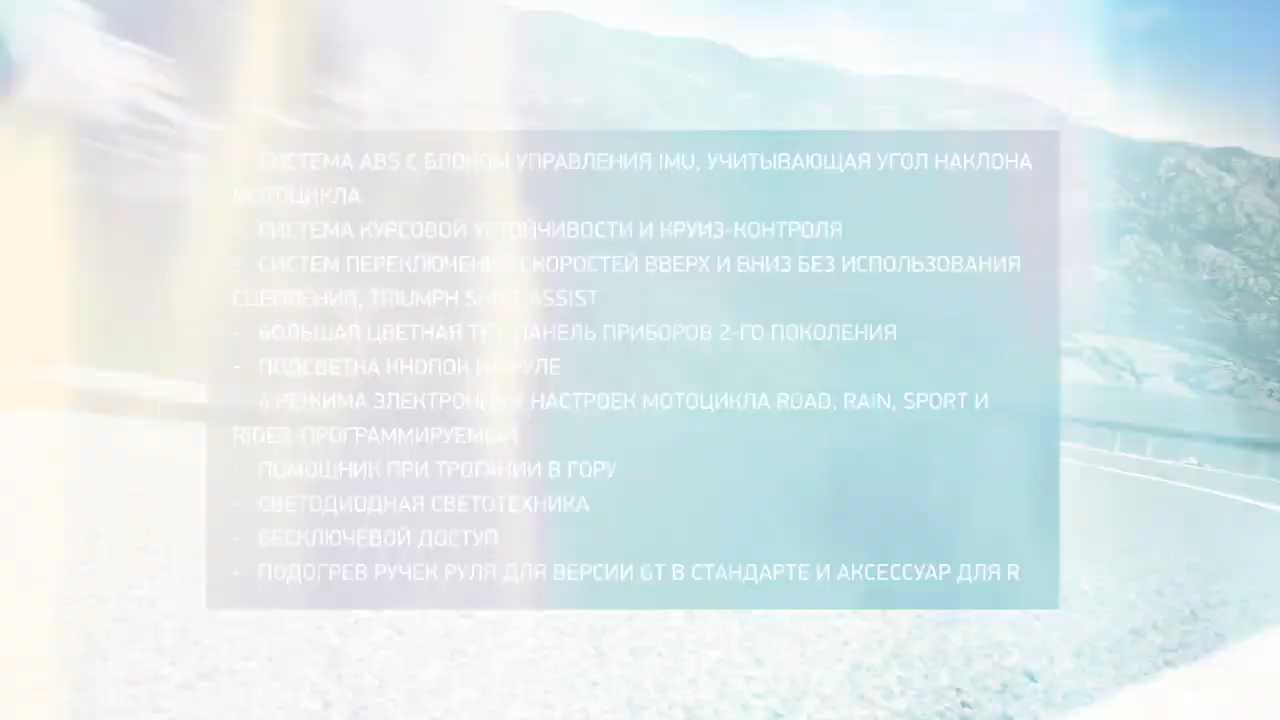 - СИСТЕМА ABS С БЛОКОМ УПРАВЛЕНИЯ IMU, УЧИТЫВАЮЩАЯ УГОЛ НАКЛОНА
МОТОЦИКЛА
- СИСТЕМА КУРСОВОЙ УСТОЙЧИВОСТИ И КРУИЗ-КОНТРОЛЯ
- СИСТЕМ ПЕРЕКЛЮЧЕНИЯ СКОРОСТЕЙ ВВЕРХ И ВНИЗ БЕЗ ИСПОЛЬЗОВАНИЯ
СЦЕПЛЕНИЯ, TRIUMPH SHIFT ASSIST
- БОЛЬШАЯ ЦВЕТНАЯ TFT ПАНЕЛЬ ПРИБОРОВ 2-ГО ПОКОЛЕНИЯ
- ПОДСВЕТКА КНОПОК НА РУЛЕ
- 4 РЕЖИМА ЭЛЕКТРОННЫХ НАСТРОЕК МОТОЦИКЛА ROAD, RAIN, SPORT И
RIDER-ПРОГРАММИРУЕМЫЙ
- ПОМОЩНИК ПРИ ТРОГАНИИ В ГОРУ
- СВЕТОДИОДНАЯ СВЕТОТЕХНИКА
- БЕСКЛЮЧЕВОЙ ДОСТУП
- ПОДОГРЕВ РУЧЕК РУЛЯ ДЛЯ ВЕРСИИ GT В СТАНДАРТЕ И АКСЕССУАР ДЛЯ R